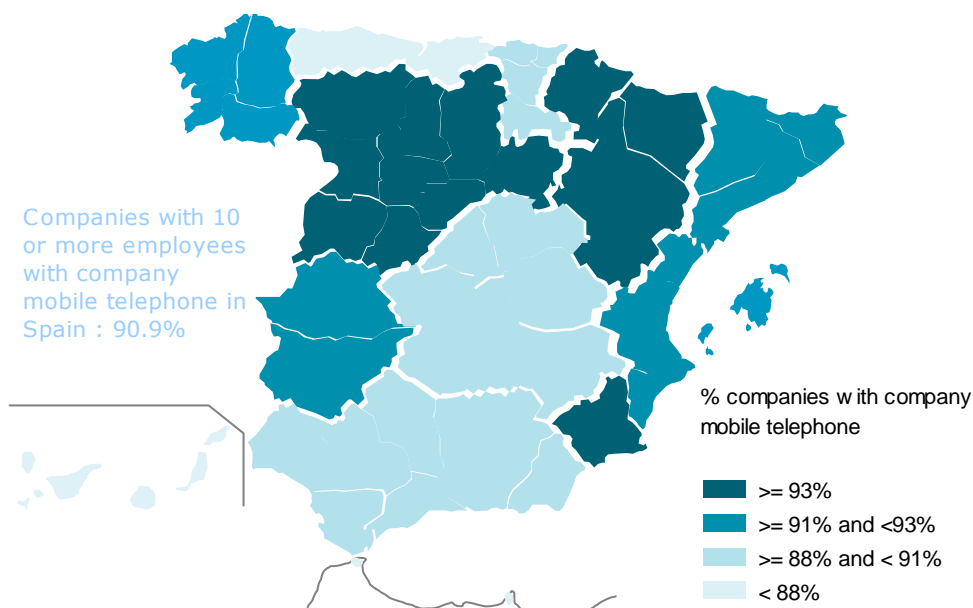 Companies with 10
or more employees
with company
mobile telephone in
Spain : 90.9%
% companies with company
mobile telephone
>= 93%
>= 91% and <93%
>= 88% and < 91%
< 88%